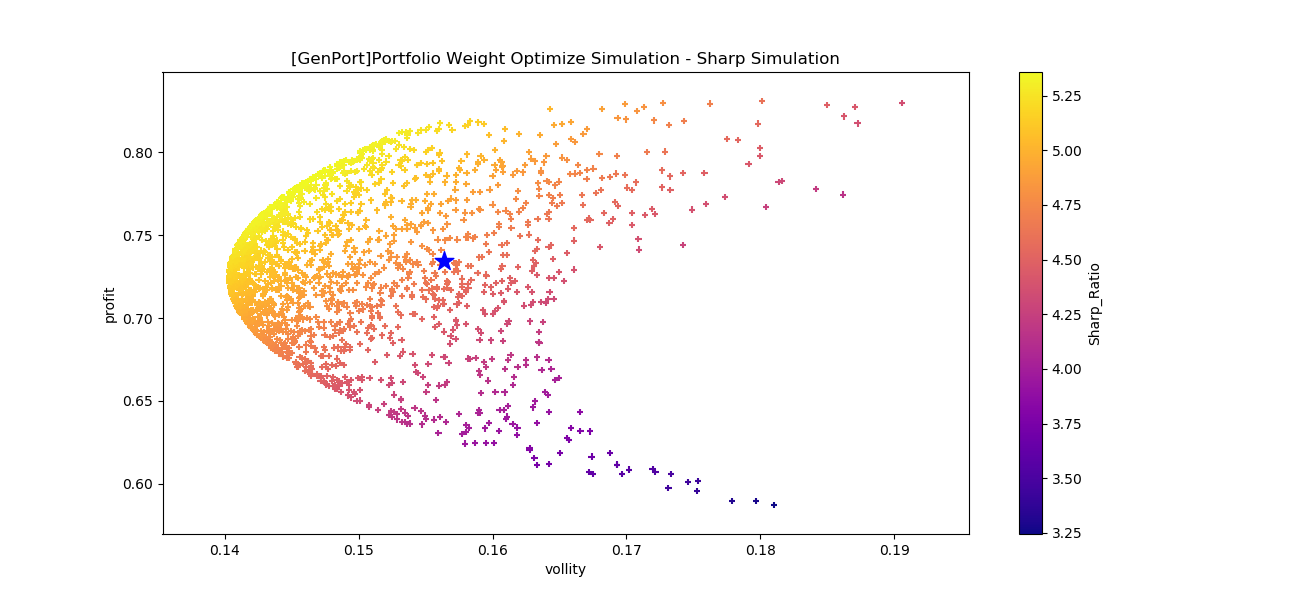 [GenPort]Portfolio Weight Optimize Simulation - Sharp Simulation
profit
0.80
0.75
0.70
0.65
0.60
0.14 0.15 0.16 0.17 0.18 0.19
vollity
5.25
5.00
4.75
4.50
4.25
4.00
3.75
3.50
3.25
Sharp_Ratio